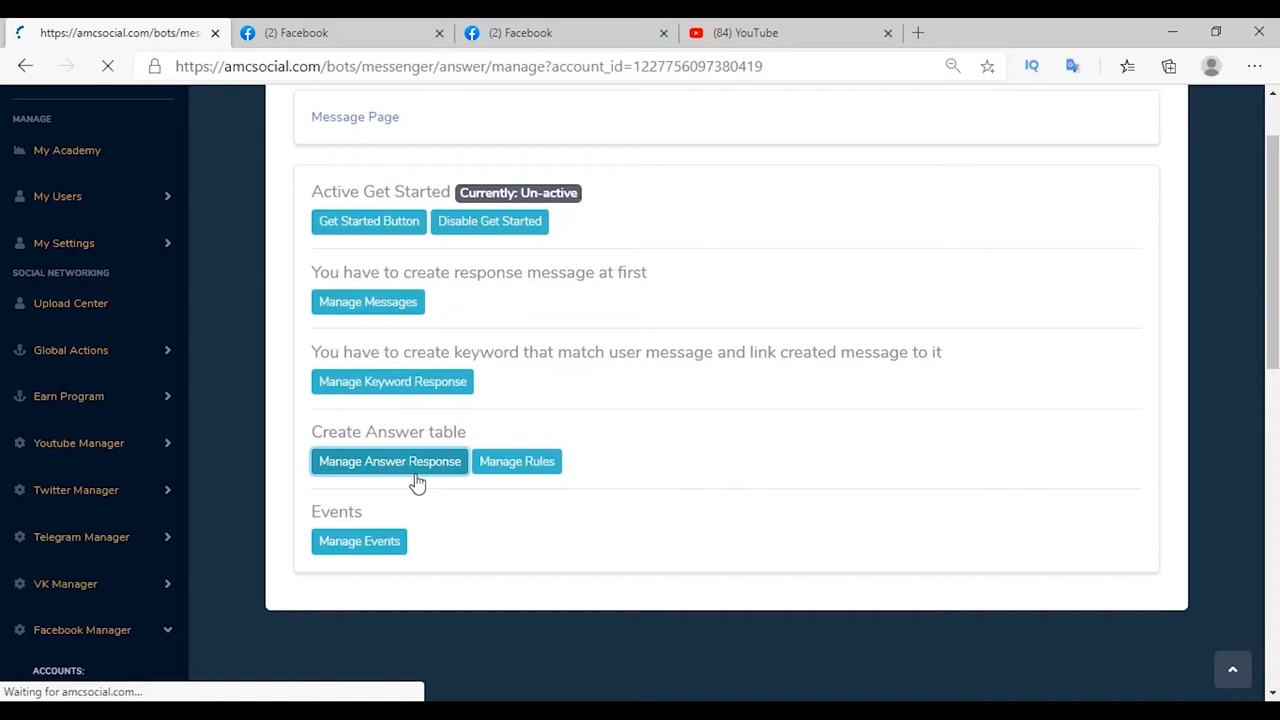 https://amcsocial.com/bots/mes
(2) Facebook
(2) Facebook
(84) YouTube
https://amcsocial.com/bots/messenger/answer/manage?account_id=1227756097380419
IQ
MANAGE
My Academy
My Users
My Settings
SOCIAL NETWORKING
Upload Center
Global Actions
Earn Program
Youtube Manager
Twitter Manager
Telegram Manager
VK Manager
Facebook Manager
ACCOUNTS:
Message Page
Active Get Started Currently: Un-active
Get Started Button Disable Get Started
You have to create response message at first
Manage Messages
You have to create keyword that match user message and link created message to it
Manage Keyword Response
Create Answer table
Manage Answer Response Manage Rules
Events
Manage Events
Waiting for amcsocial.com...